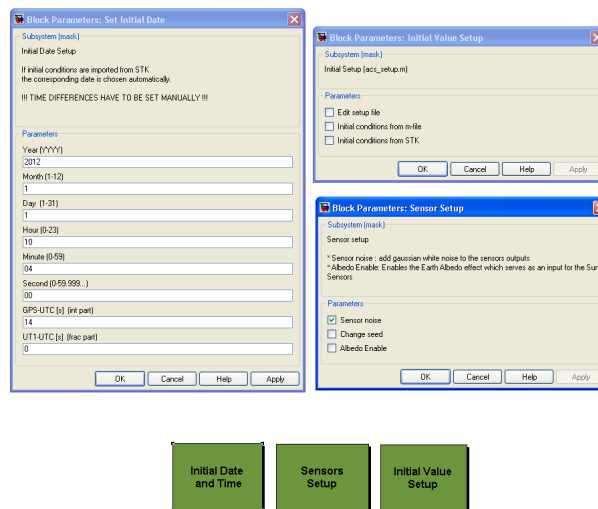 Block Parameters: Set Initial Date
Subsystem (mask)
Initial Date Setup
If initial conditions are imported from STK
the corresponding date is chosen automatically.
!!! TIME DIFFERENCES HAVE TO BE SET MANUALLY !!!
Parameters
Year (YYYY)
2012
Month (1-12)
1
Day (1-31)
1
Hour (0-23)
10
Minute (0-59)
04
Second (0-59.999...)
00
GPS-UTC [s] (int part)
14
UT1-UTC [s] (frac part)
0
OK Cancel Help Apply
Block Parameters: Initial Value Setup
Subsystem (mask)
Initial Setup (acs_setup.m)
Parameters
Edit setup file
Initial conditions from m-file
Initial conditions from STK
OK Cancel Help Apply
Block Parameters: Sensor Setup
Subsystem (mask)
Sensor setup
* Sensor noise : add gaussian white noise to the sensors outputs
* Albedo Enable: Enables the Earth Albedo effect which serves as an input for the Sun
Sensors
Parameters
Sensor noise
Change seed
Albedo Enable
OK Cancel Help Apply
Initial Date
and Time
Sensors
Setup
Initial Value
Setup